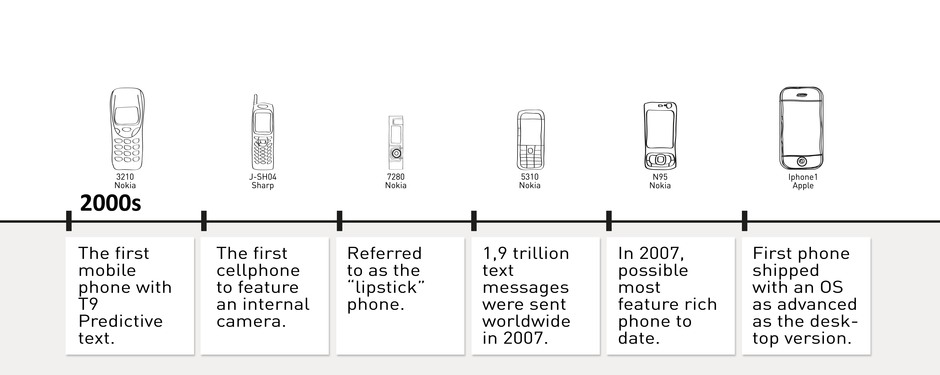 3210
Nokia
J-SH04
Sharp
7280
Nokia
5310
Nokia
N95
Nokia
Iphone1
Apple
2000s
The first
mobile
phone with
T9
Predictive
text.
The first
cellphone
to feature
an internal
camera.
Referred
to as the
“lipstick”
phone.
1,9 trillion
text
messages
were sent
worldwide
in 2007.
In 2007,
possible
most
feature rich
phone to
date.
First phone
shipped
with an OS
as advanced
as the desk-
top version.